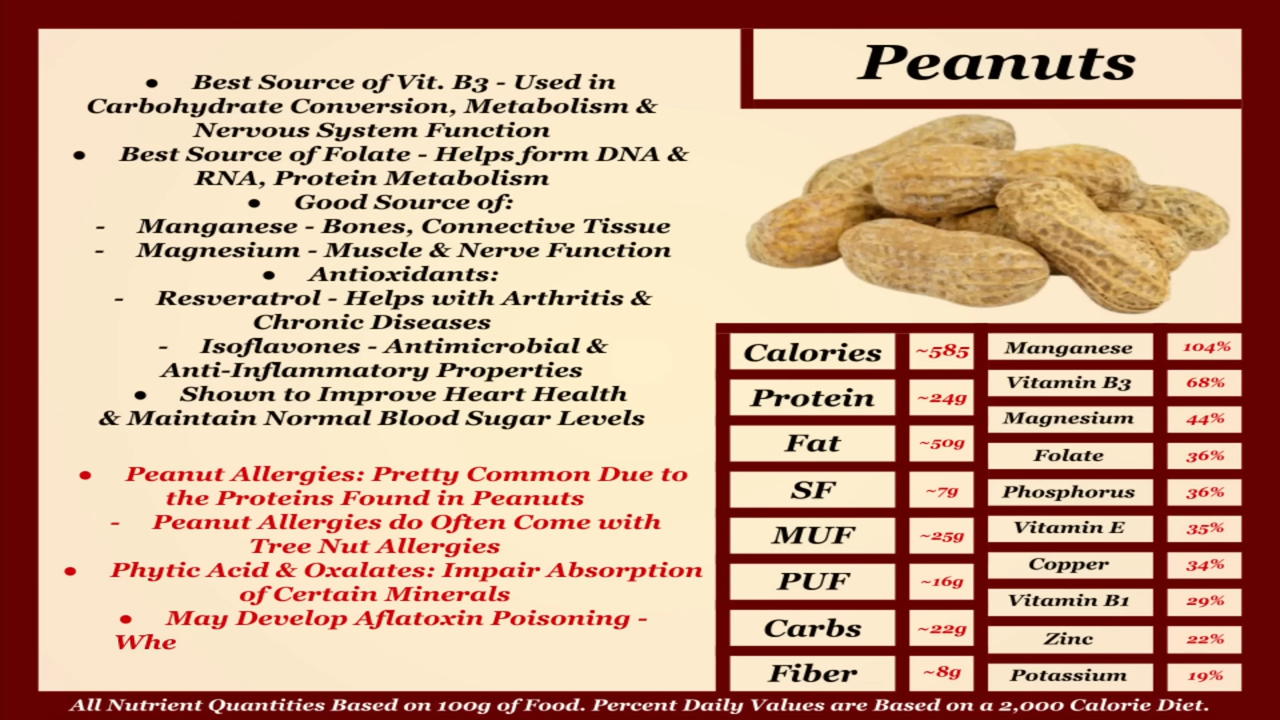 Peanuts
● Best Source of Vit. B3 - Used in
Carbohydrate Conversion, Metabolism &
Nervous System Function
● Best Source of Folate - Helps form DNA &
RNA, Protein Metabolism
● Good Source of:
- Manganese - Bones, Connective Tissue
- Magnesium - Muscle & Nerve Function
● Antioxidants:
- Resveratrol - Helps with Arthritis &
Chronic Diseases
- Isoflavones - Antimicrobial &
Anti-Inflammatory Properties
● Shown to Improve Heart Health
& Maintain Normal Blood Sugar Levels
● Peanut Allergies: Pretty Common Due to
the Proteins Found in Peanuts
- Peanut Allergies do Often Come with
Tree Nut Allergies
● Phytic Acid & Oxalates: Impair Absorption
of Certain Minerals
● May Develop Aflatoxin Poisoning -
Whe
Calories ~585
Protein ~24g
Fat ~50g
SF ~7g
MUF ~25g
PUF ~16g
Carbs ~22g
Fiber ~8g
Manganese 104%
Vitamin B3 68%
Magnesium 44%
Folate 36%
Phosphorus 36%
Vitamin E 35%
Copper 34%
Vitamin B1 29%
Zinc 22%
Potassium 19%
All Nutrient Quantities Based on 100g of Food. Percent Daily Values are Based on a 2,000 Calorie Diet.